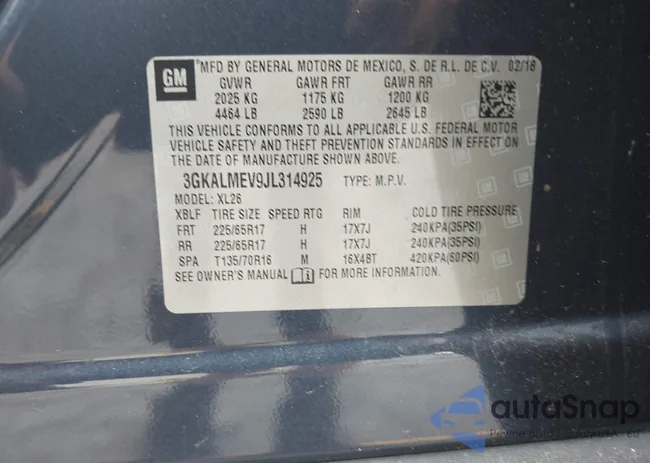 GM
MFD BY GENERAL MOTORS DE MEXICO, S. DE R.L. DE C.V. 02/18
GVWR GAWR FRT GAWR RR
2025 KG 1175 KG 1200 KG
4464 LB 2590 LB 2645 LB
THIS VEHICLE CONFORMS TO ALL APPLICABLE U.S. FEDERAL MOTOR
VEHICLE SAFETY AND THEFT PREVENTION STANDARDS IN EFFECT ON
THE DATE OF MANUFACTURE SHOWN ABOVE.
3GKALMEV9JL314925 TYPE: M.P.V.
MODEL: XL26
XBLF TIRE SIZE SPEED RTG RIM COLD TIRE PRESSURE
FRT 225/65R17 H 17X7J 240KPA(35PSI)
RR 225/65R17 H 17X7J 240KPA(35PSI)
SPA T135/70R16 M 16X4BT 420KPA(60PSI)
SEE OWNER'S MANUAL FOR MORE INFORMATION.
autoSnap